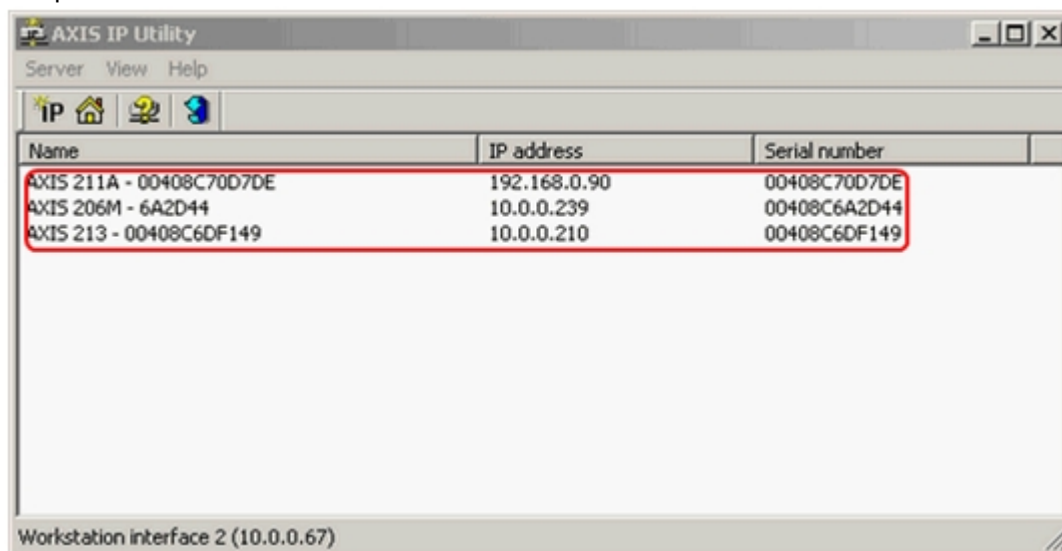 AXIS IP Utility
Server View Help
IP
Name IP address Serial number
AXIS 211A - 00408C70D7DE 192.168.0.90 00408C70D7DE
AXIS 206M - 6A2D44 10.0.0.239 00408C6A2D44
AXIS 213 - 00408C6DF149 10.0.0.210 00408C6DF149
Workstation interface 2 (10.0.0.67)